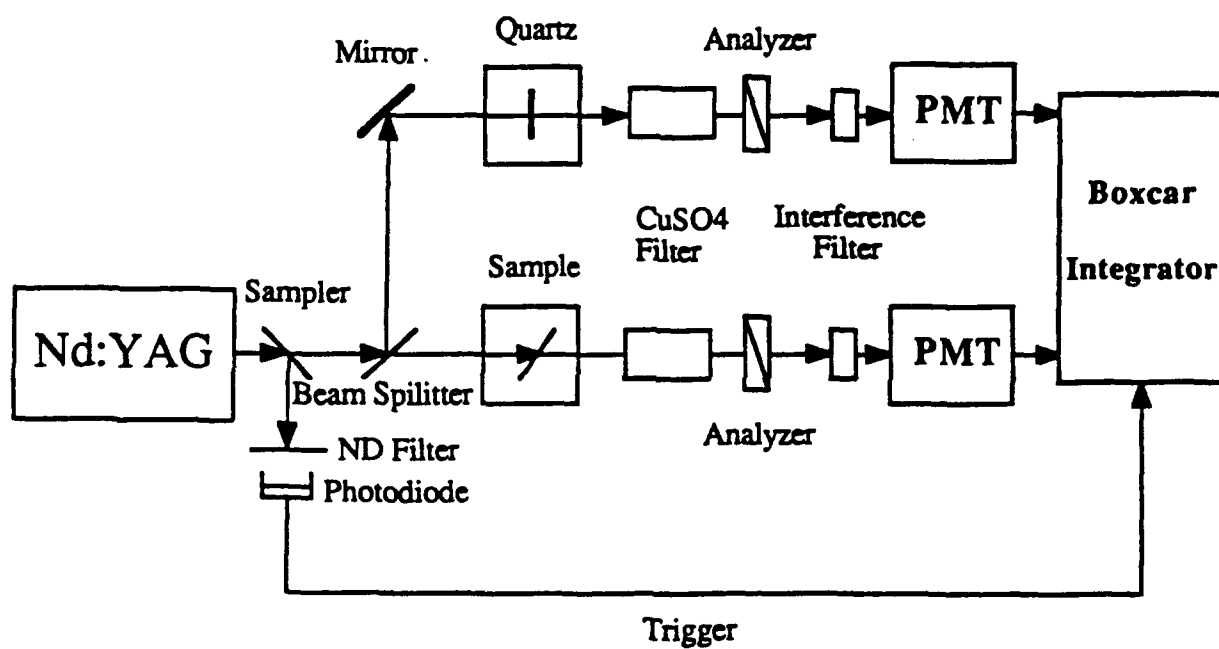 Quartz
Analyzer
Mirror.
PMT
Boxcar
Integrator
CuSO4
Filter
Interference
Filter
Sampler
Sample
Nd:YAG
PMT
Beam Spilitter
Analyzer
ND Filter
Photodiode
Trigger